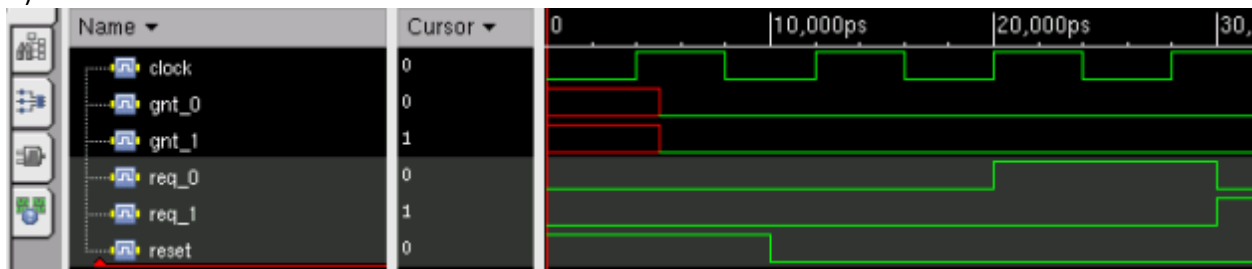 Name Cursor 0 10,000ps 20,000ps 30,
clock 0
gnt_0 0
gnt_1 1
req_0 0
req_1 1
reset 0